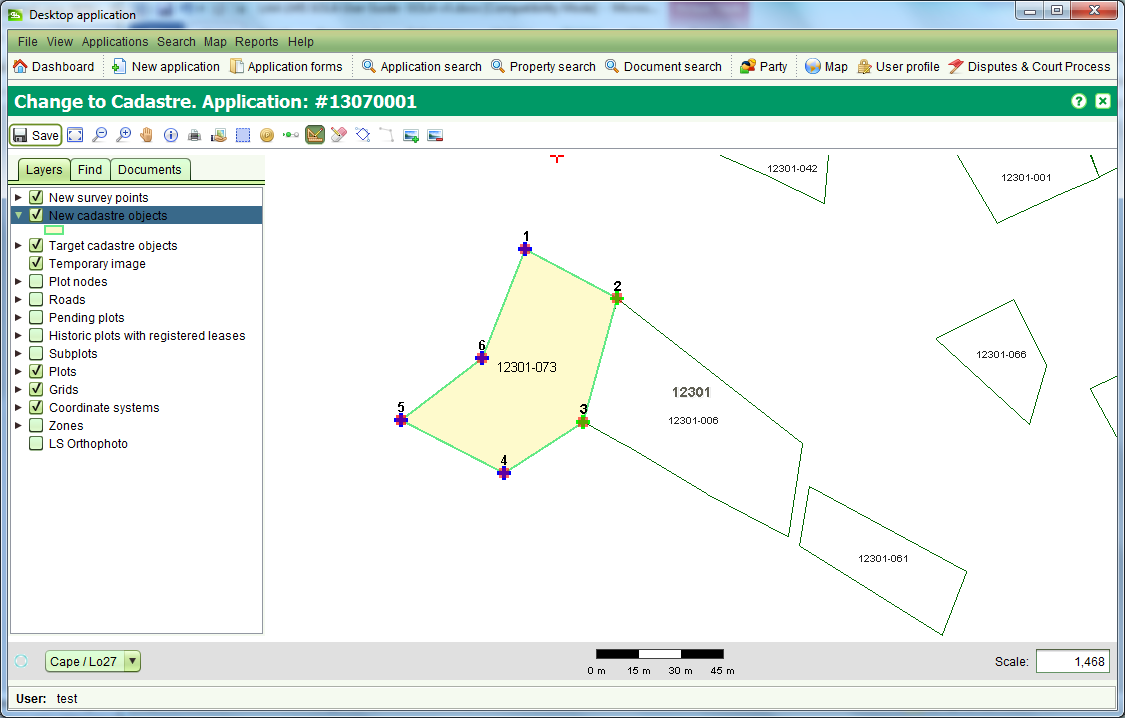 Desktop application
File View Applications Search Map Reports Help
Dashboard New application Application forms Application search Property search Document search Party Map User profile Disputes & Court Process
Change to Cadastre. Application: #13070001
Save
Layers Find Documents
New survey points
New cadastre objects
Target cadastre objects
Temporary image
Plot nodes
Roads
Pending plots
Historic plots with registered leases
Subplots
Plots
Grids
Coordinate systems
Zones
LS Orthophoto
12301-042
12301-001
1
2
6
12301-073
12301-066
5
3
12301
12301-006
4
12301-061
Cape / Lo27
0 m 15 m 30 m 45 m
Scale: 1,468
User: test